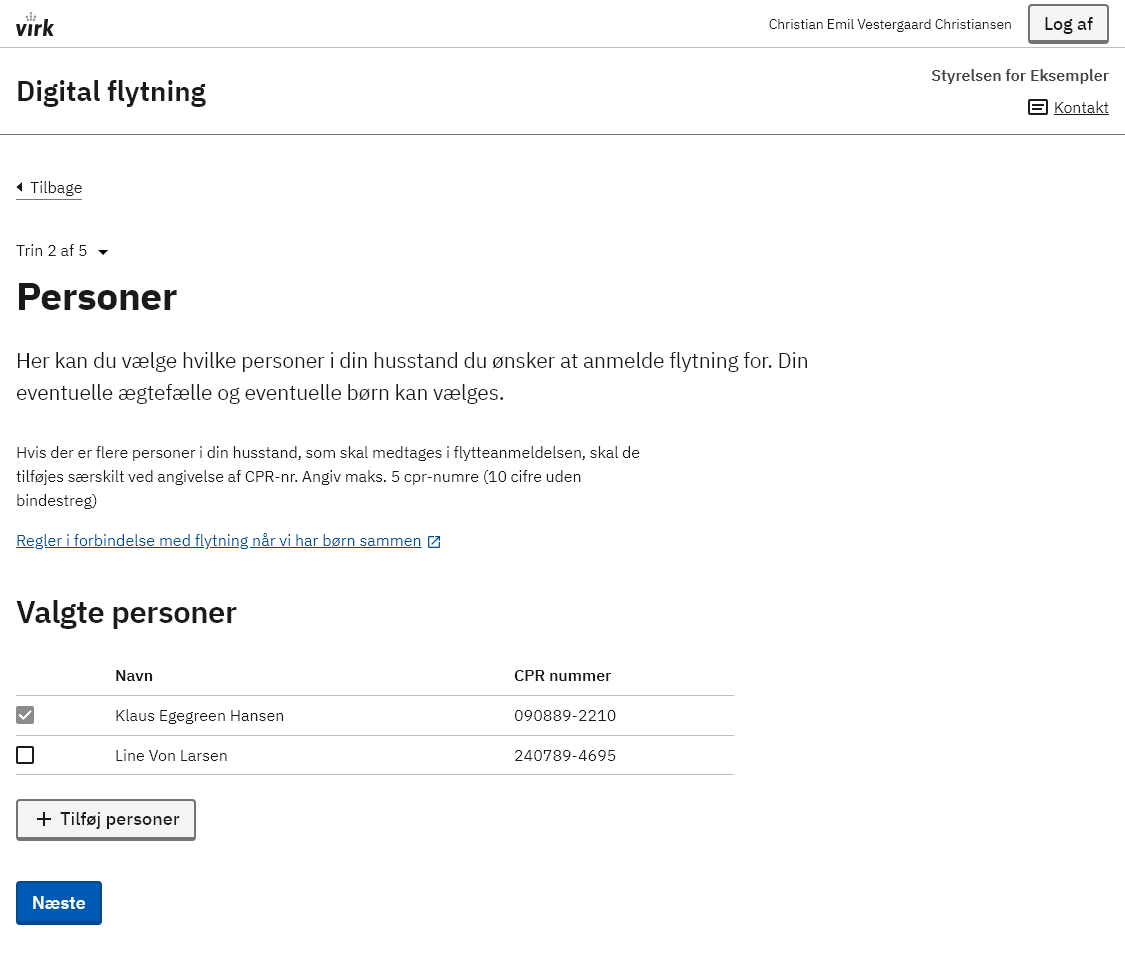 virk
Christian Emil Vestergaard Christiansen
Log af
Digital flytning
Styrelsen for Eksempler
Kontakt
Tilbage
Trin 2 af 5
Personer
Her kan du vælge hvilke personer i din husstand du ønsker at anmelde flytning for. Din
eventuelle ægtefælle og eventuelle børn kan vælges.
Hvis der er flere personer i din husstand, som skal medtages i flytteanmeldelsen, skal de
tilføjes særskilt ved angivelse af CPR-nr. Angiv maks. 5 cpr-numre (10 cifre uden
bindestreg)
Regler i forbindelse med flytning når vi har børn sammen
Valgte personer
Navn CPR nummer
Klaus Egegreen Hansen 090889-2210
Line Von Larsen 240789-4695
Tilføj personer
Næste